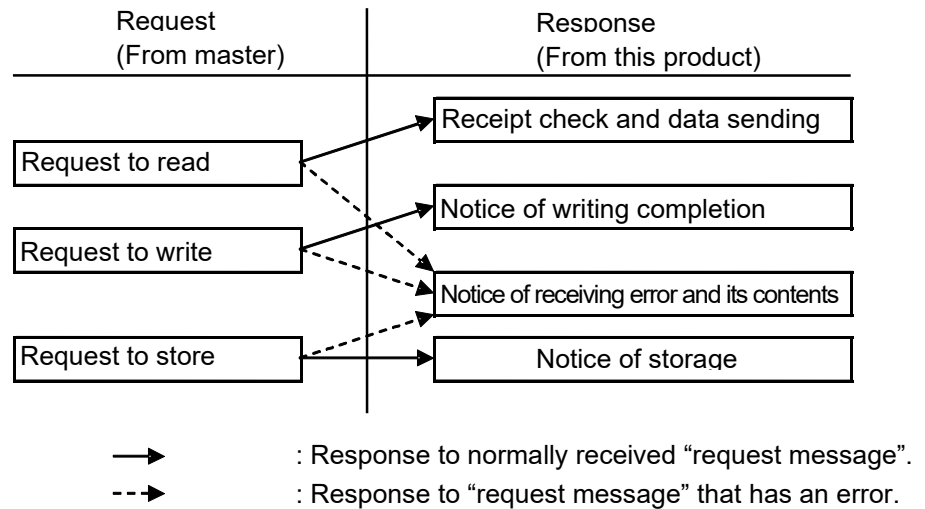 Request
(From master)
Response
(From this product)
Request to read
Request to write
Request to store
Receipt check and data sending
Notice of writing completion
Notice of receiving error and its contents
Notice of storage
: Response to normally received “request message”.
: Response to “request message” that has an error.